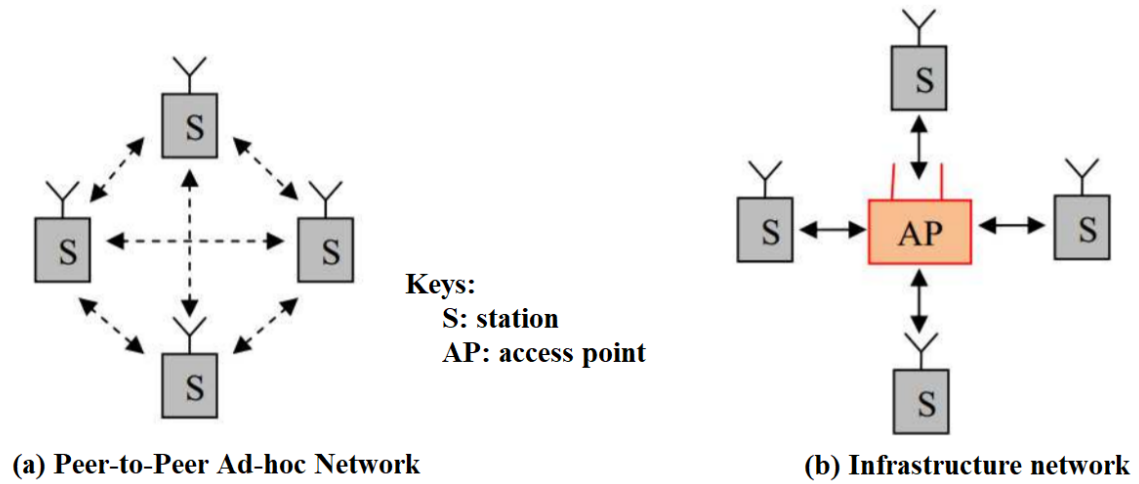 S
S
S
S
(a) Peer-to-Peer Ad-hoc Network
Keys:
S: station
AP: access point
S
S
AP
S
S
(b) Infrastructure network